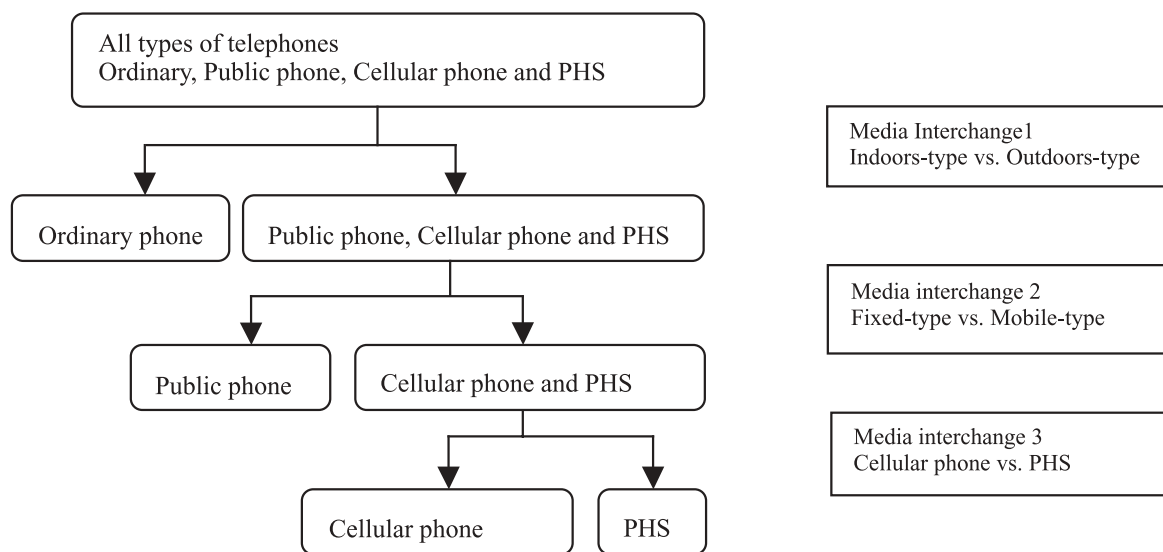 All types of telephones
Ordinary, Public phone, Cellular phone and PHS
Media Interchange1
Indoors-type vs. Outdoors-type
Ordinary phone
Public phone, Cellular phone and PHS
Media interchange 2
Fixed-type vs. Mobile-type
Public phone
Cellular phone and PHS
Media interchange 3
Cellular phone vs. PHS
Cellular phone
PHS